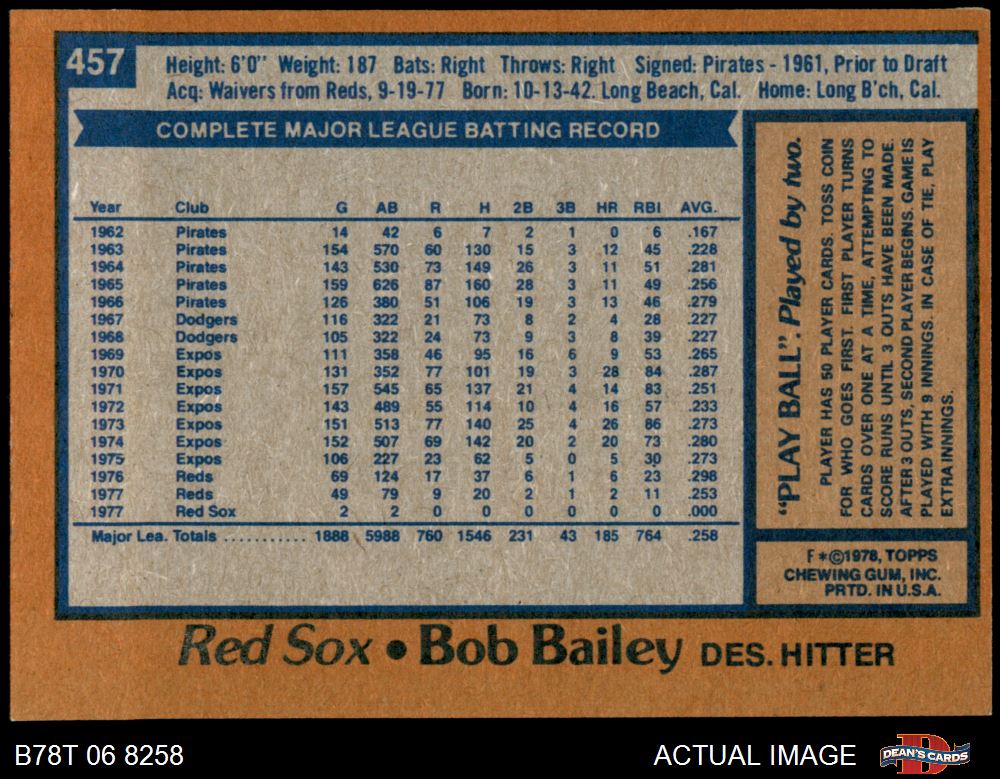 457
Height: 6'0" Weight: 187 Bats: Right Throws: Right Signed: Pirates - 1961, Prior to Draft
Acq: Waivers from Reds, 9-19-77 Born: 10-13-42. Long Beach, Cal. Home: Long B'ch, Cal.
COMPLETE MAJOR LEAGUE BATTING RECORD
Year Club G AB R H 2B 3B HR RBI AVG.
1962 Pirates 14 42 6 7 2 1 0 6 .167
1963 Pirates 154 570 60 130 15 3 12 45 .228
1964 Pirates 143 530 73 149 26 3 11 51 .281
1965 Pirates 159 626 87 160 28 3 11 49 .256
1966 Pirates 126 380 51 106 19 3 13 46 .279
1967 Dodgers 116 322 21 73 8 2 4 28 .227
1968 Dodgers 105 322 24 73 9 3 8 39 .227
1969 Expos 111 358 46 95 16 6 9 53 .265
1970 Expos 131 352 77 101 19 3 28 84 .287
1971 Expos 157 545 65 137 21 4 14 83 .251
1972 Expos 143 489 55 114 10 4 16 57 .233
1973 Expos 151 513 77 140 25 4 26 86 .273
1974 Expos 152 507 69 142 20 2 20 73 .280
1975 Expos 106 227 23 62 5 0 5 30 .273
1976 Reds 69 124 17 37 6 1 6 23 .298
1977 Reds 49 79 9 20 2 1 2 11 .253
1977 Red Sox 2 2 0 0 0 0 0 0 .000
Major Lea. Totals ........... 1888 5988 760 1546 231 43 185 764 .258
"PLAY BALL". Played by two.
PLAYER HAS 50 PLAYER CARDS. TOSS COIN
FOR WHO GOES FIRST. FIRST PLAYER TURNS
CARDS OVER ONE AT A TIME, ATTEMPTING TO
SCORE RUNS UNTIL 3 OUTS HAVE BEEN MADE.
AFTER 3 OUTS, SECOND PLAYER BEGINS. GAME IS
PLAYED WITH 9 INNINGS. IN CASE OF TIE, PLAY
EXTRA INNINGS.
F*©1978, TOPPS
CHEWING GUM, INC.
PRTD. IN U.S.A.
Red Sox • Bob Bailey DES. HITTER
B78T 06 8258
ACTUAL IMAGE
D
DEAN'S CARDS